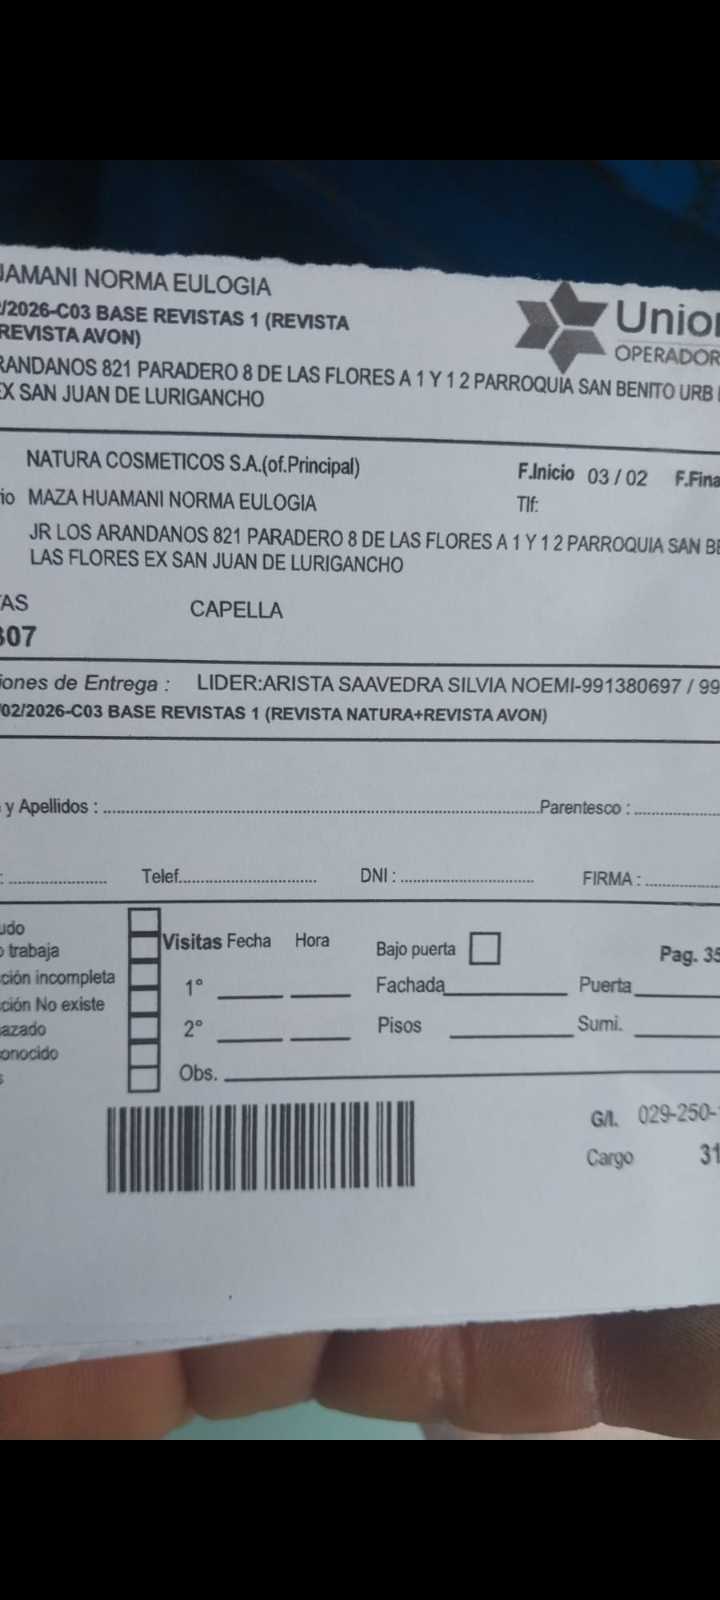 UAMANI NORMA EULOGIA
/2026-C03 BASE REVISTAS 1 (REVISTA
REVISTA AVON)
Union
OPERADOR
RANDANOS 821 PARADERO 8 DE LAS FLORES A 1 Y 1 2 PARROQUIA SAN BENITO URB
EX SAN JUAN DE LURIGANCHO
NATURA COSMETICOS S.A.(of.Principal)
F.Inicio 03 / 02 F.Fina
io MAZA HUAMANI NORMA EULOGIA
Tlf:
JR LOS ARANDANOS 821 PARADERO 8 DE LAS FLORES A 1 Y 1 2 PARROQUIA SAN BE
LAS FLORES EX SAN JUAN DE LURIGANCHO
TAS CAPELLA
307
iones de Entrega : LIDER:ARISTA SAAVEDRA SILVIA NOEMI-991380697 / 99
/02/2026-C03 BASE REVISTAS 1 (REVISTA NATURA+REVISTA AVON)
y Apellidos : Parentesco :
: Telef. DNI : FIRMA :
udo
o trabaja
ción incompleta
ción No existe
azado
onocido
s
Visitas Fecha Hora
1°
2°
Obs.
Bajo puerta
Pag. 35
Fachada Puerta
Pisos Sumi.
G/I. 029-250-
Cargo 31